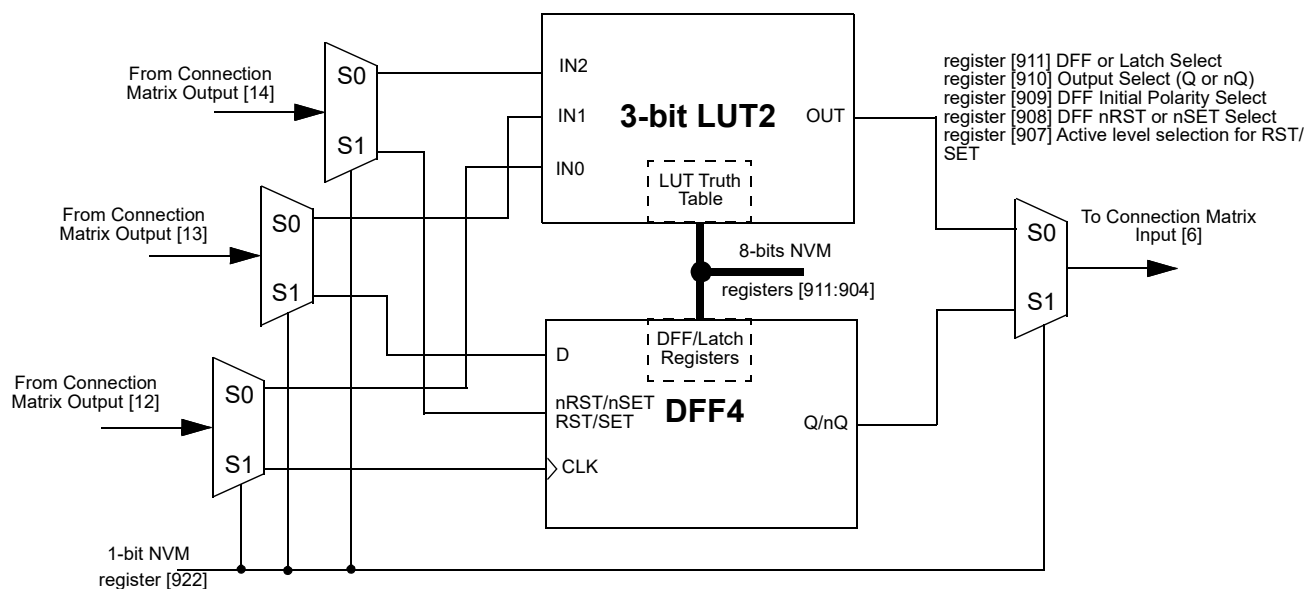 From Connection
Matrix Output [14]
S0
S1
IN2
IN1
IN0
3-bit LUT2
OUT
LUT Truth
Table
register [911] DFF or Latch Select
register [910] Output Select (Q or nQ)
register [909] DFF Initial Polarity Select
register [908] DFF nRST or nSET Select
register [907] Active level selection for RST/
SET
From Connection
Matrix Output [13]
S0
S1
8-bits NVM
registers [911:904]
To Connection Matrix
Input [6]
S0
S1
From Connection
Matrix Output [12]
S0
S1
DFF/Latch
Registers
D
nRST/nSET
RST/SET
DFF4
Q/nQ
CLK
1-bit NVM
register [922]